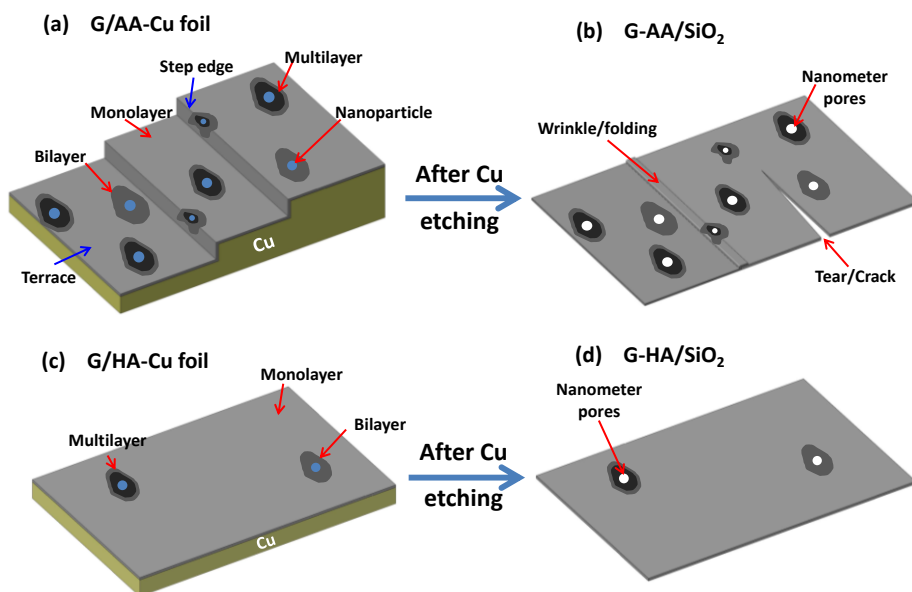 (a) G/AA-Cu foil
Step edge
Multilayer
Monolayer
Nanoparticle
Bilayer
Terrace
Cu
After Cu
etching
(b) G-AA/SiO₂
Nanometer
pores
Wrinkle/folding
Tear/Crack
(c) G/HA-Cu foil
Monolayer
Bilayer
Multilayer
Cu
After Cu
etching
(d) G-HA/SiO₂
Nanometer
pores